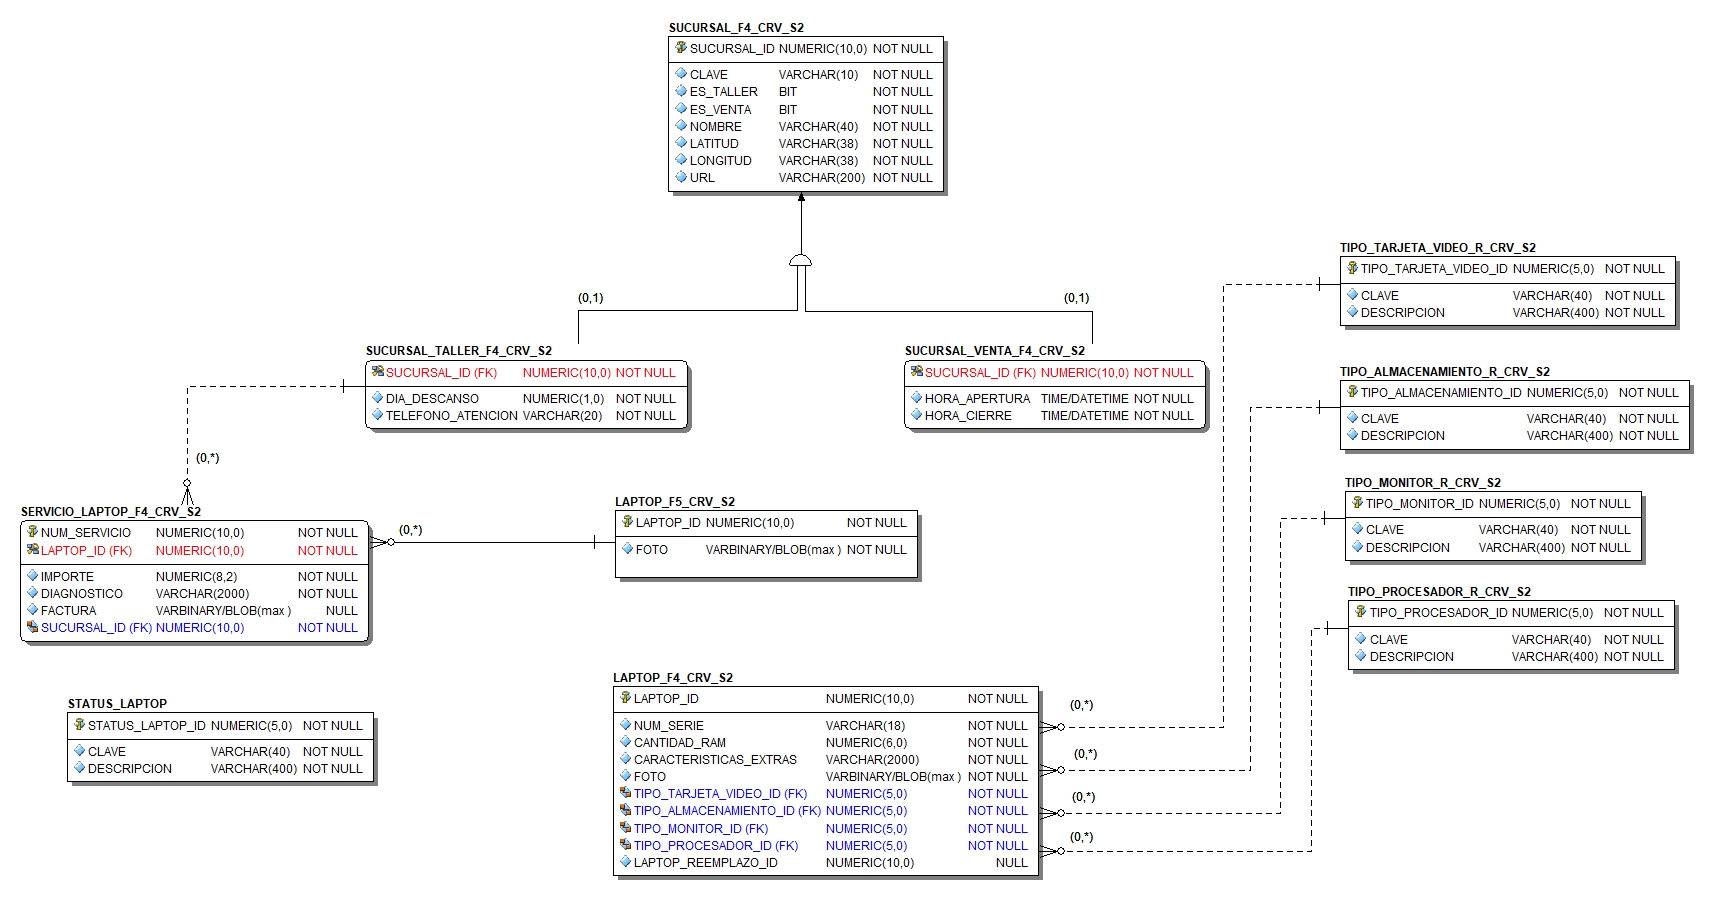 SUCURSAL_F4_CRV_S2
SUCURSAL_ID NUMERIC(10,0) NOT NULL
CLAVE VARCHAR(10) NOT NULL
ES_TALLER BIT NOT NULL
ES_VENTA BIT NOT NULL
NOMBRE VARCHAR(40) NOT NULL
LATITUD VARCHAR(38) NOT NULL
LONGITUD VARCHAR(38) NOT NULL
URL VARCHAR(200) NOT NULL
(0,1)
(0,1)
SUCURSAL_TALLER_F4_CRV_S2
SUCURSAL_ID (FK) NUMERIC(10,0) NOT NULL
DIA_DESCANSO NUMERIC(1,0) NOT NULL
TELEFONO_ATENCION VARCHAR(20) NOT NULL
SUCURSAL_VENTA_F4_CRV_S2
SUCURSAL_ID (FK) NUMERIC(10,0) NOT NULL
HORA_APERTURA TIME/DATETIME NOT NULL
HORA_CIERRE TIME/DATETIME NOT NULL
TIPO_TARJETA_VIDEO_R_CRV_S2
TIPO_TARJETA_VIDEO_ID NUMERIC(5,0) NOT NULL
CLAVE VARCHAR(40) NOT NULL
DESCRIPCION VARCHAR(400) NOT NULL
TIPO_ALMACENAMIENTO_R_CRV_S2
TIPO_ALMACENAMIENTO_ID NUMERIC(5,0) NOT NULL
CLAVE VARCHAR(40) NOT NULL
DESCRIPCION VARCHAR(400) NOT NULL
TIPO_MONITOR_R_CRV_S2
TIPO_MONITOR_ID NUMERIC(5,0) NOT NULL
CLAVE VARCHAR(40) NOT NULL
DESCRIPCION VARCHAR(400) NOT NULL
TIPO_PROCESADOR_R_CRV_S2
TIPO_PROCESADOR_ID NUMERIC(5,0) NOT NULL
CLAVE VARCHAR(40) NOT NULL
DESCRIPCION VARCHAR(400) NOT NULL
(0,*)
SERVICIO_LAPTOP_F4_CRV_S2
NUM_SERVICIO NUMERIC(10,0) NOT NULL
LAPTOP_ID (FK) NUMERIC(10,0) NOT NULL
IMPORTE NUMERIC(8,2) NOT NULL
DIAGNOSTICO VARCHAR(2000) NOT NULL
FACTURA VARBINARY/BLOB(max ) NULL
SUCURSAL_ID (FK) NUMERIC(10,0) NOT NULL
(0,*)
LAPTOP_F5_CRV_S2
LAPTOP_ID NUMERIC(10,0) NOT NULL
FOTO VARBINARY/BLOB(max ) NOT NULL
STATUS_LAPTOP
STATUS_LAPTOP_ID NUMERIC(5,0) NOT NULL
CLAVE VARCHAR(40) NOT NULL
DESCRIPCION VARCHAR(400) NOT NULL
LAPTOP_F4_CRV_S2
LAPTOP_ID NUMERIC(10,0) NOT NULL
NUM_SERIE VARCHAR(18) NOT NULL
CANTIDAD_RAM NUMERIC(6,0) NOT NULL
CARACTERISTICAS_EXTRAS VARCHAR(2000) NOT NULL
FOTO VARBINARY/BLOB(max ) NOT NULL
TIPO_TARJETA_VIDEO_ID (FK) NUMERIC(5,0) NOT NULL
TIPO_ALMACENAMIENTO_ID (FK) NUMERIC(5,0) NOT NULL
TIPO_MONITOR_ID (FK) NUMERIC(5,0) NOT NULL
TIPO_PROCESADOR_ID (FK) NUMERIC(5,0) NOT NULL
LAPTOP_REEMPLAZO_ID NUMERIC(10,0) NULL
(0,*)
(0,*)
(0,*)
(0,*)